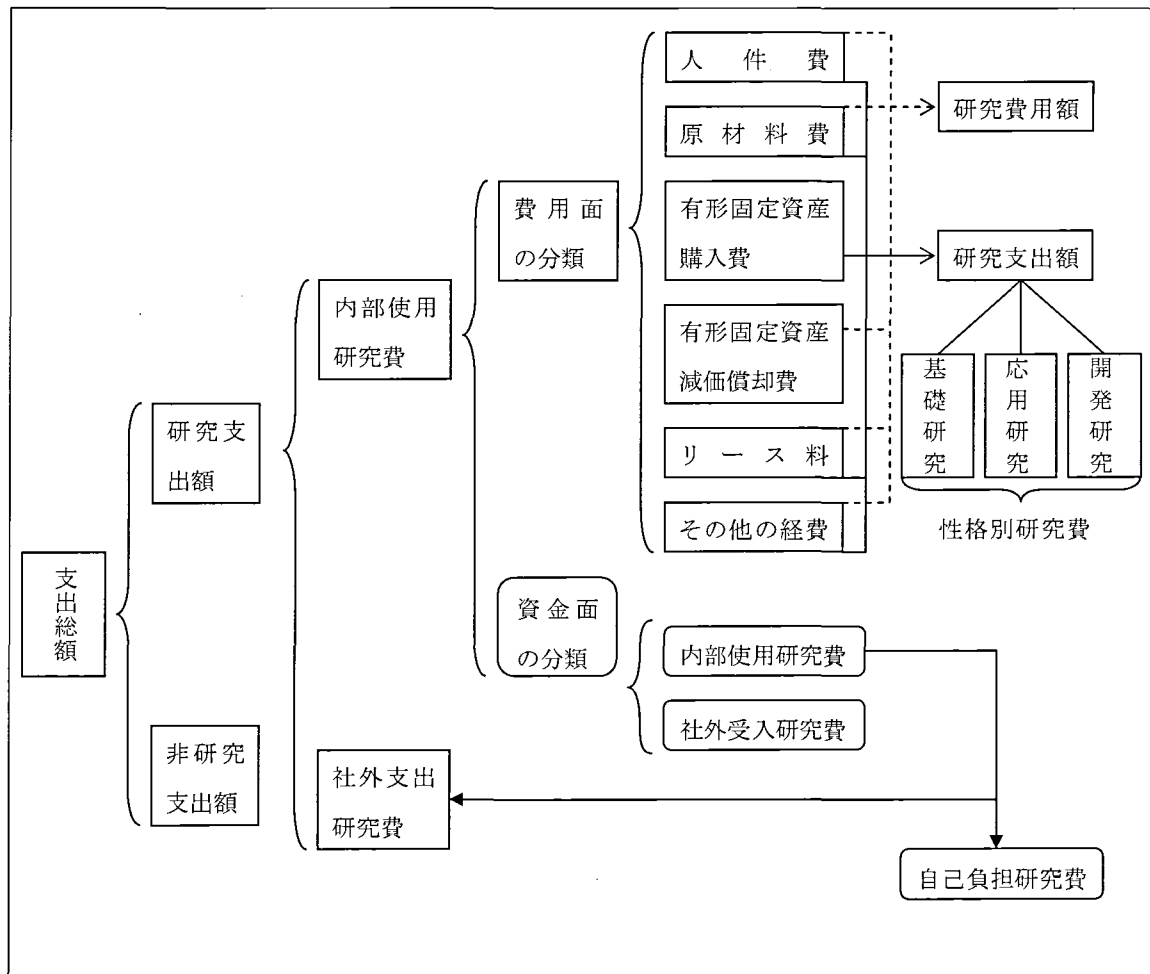 支出総額
研究支
出額
非研究
支出額
内部使用
研究費
社外支出
研究費
費用面
の分類
資金面
の分類
人件費
原材料費
有形固定資産
購入費
有形固定資産
減価償却費
リース料
その他の経費
内部使用研究費
社外受入研究費
研究費用額
研究支出額
基礎研究
応用研究
開発研究
性格別研究費
自己負担研究費